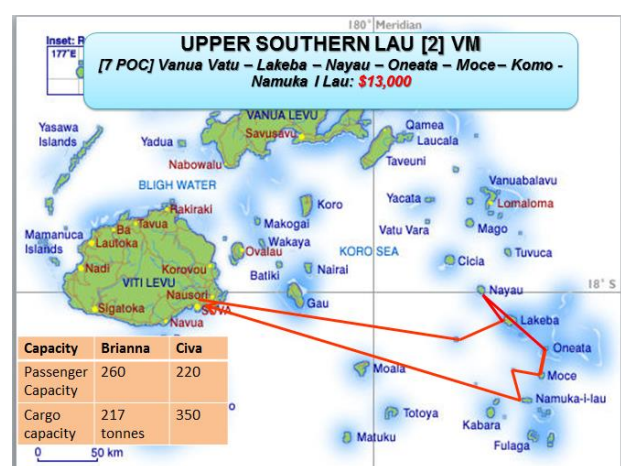 180° Meridian
Inset: R
177°E
UPPER SOUTHERN LAU [2] VM
[7 POC] Vanua Vatu – Lakeba – Nayau – Oneata – Moce – Komo -
Namuka I Lau: $13,000
VANUA LEVU
Savusavu
Qamea
Laucala
Taveuni
Yasawa
Islands
Yadua
Nabowalu
BLIGH WATER
Rakiraki
Koro
Yacata
Vanuabalavu
Lomaloma
Mamanuca
Islands
Ba
Tavua
Lautoka
Makogai
Wakaya
Vatu Vara
Mago
Ovalau
KORO SEA
Tuvuca
Nadi
Korovou
Batiki
Nairai
Cicia
VITI LEVU
Nausori
Gau
Nayau
18° S
Sigatoka
SUVA
Navua
Lakeba
Oneata
Moala
Moce
Namuka-i-lau
Totoya
Kabara
Matuku
Fulaga
Capacity Brianna Civa
Passenger Capacity 260 220
Cargo capacity 217 tonnes 350
o
0 50 km